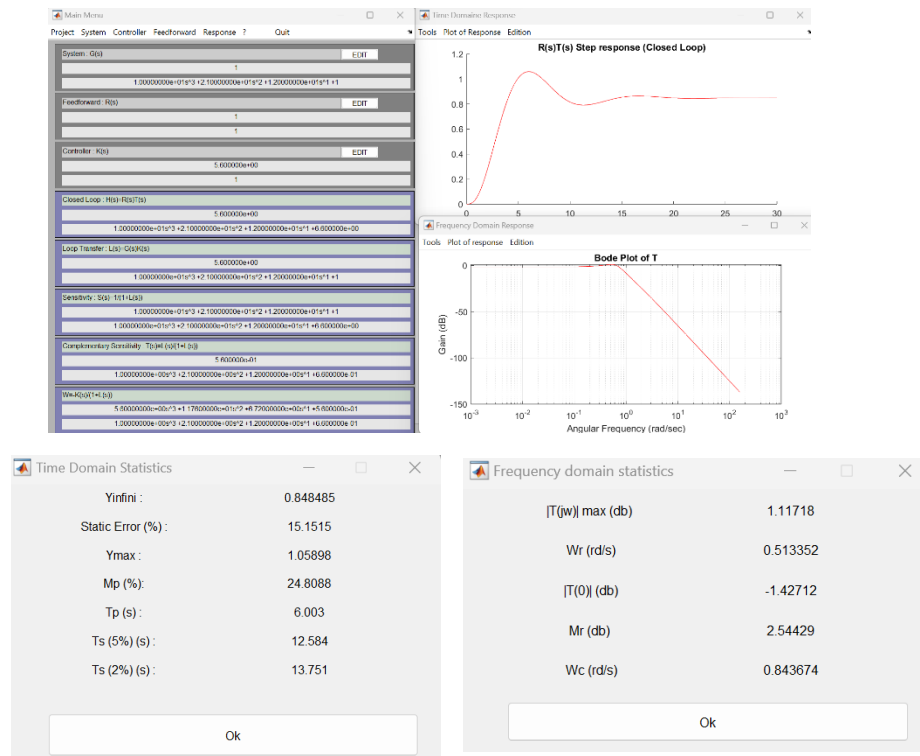 Main Menu
Project System Controller Feedforward Response ? Quit
System : G(s) EDIT
1
1.00000000e+01s^3 +2.10000000e+01s^2 +1.20000000e+01s^1 +1
Feedforward : R(s) EDIT
1
1
Controller : K(s) EDIT
5.600000e+00
1
Closed Loop : H(s)=R(s)T(s)
5.600000e+00
1.00000000e+01s^3 +2.10000000e+01s^2 +1.20000000e+01s^1 +6.600000e+00
Loop Transfer : L(s)=G(s)K(s)
5.600000e+00
1.00000000e+01s^3 +2.10000000e+01s^2 +1.20000000e+01s^1 +1
Sensitivity : S(s)=1/(1+L(s))
1.00000000e+01s^3 +2.10000000e+01s^2 +1.20000000e+01s^1 +1
1.00000000e+01s^3 +2.10000000e+01s^2 +1.20000000e+01s^1 +6.600000e+00
Complementary Sensitivity : T(s)=L(s)/(1+L(s))
5.600000e-01
1.00000000e+00s^3 +2.10000000e+00s^2 +1.20000000e+00s^1 +6.600000e-01
W=-K(s)/(1+L(s))
5.60000000e+00s^3 +1.17600000e+01s^2 +6.72000000e+00s^1 +5.600000e-01
1.00000000e+00s^3 +2.10000000e+00s^2 +1.20000000e+00s^1 +6.600000e-01
Time Domaine Response
Tools Plot of Response Edition
R(s)T(s) Step response (Closed Loop)
1.2
1
0.8
0.6
0.4
0.2
0
0 5 10 15 20 25 30
Frequency Domain Response
Tools Plot of response Edition
Bode Plot of T
Gain (dB)
0
-50
-100
-150
10^-3 10^-2 10^-1 10^0 10^1 10^2 10^3
Angular Frequency (rad/sec)
Time Domain Statistics
Yinfini : 0.848485
Static Error (%) : 15.1515
Ymax : 1.05898
Mp (%): 24.8088
Tp (s) : 6.003
Ts (5%) (s) : 12.584
Ts (2%) (s) : 13.751
Ok
Frequency domain statistics
|T(jw)| max (db) 1.11718
Wr (rd/s) 0.513352
|T(0)| (db) -1.42712
Mr (db) 2.54429
Wc (rd/s) 0.843674
Ok